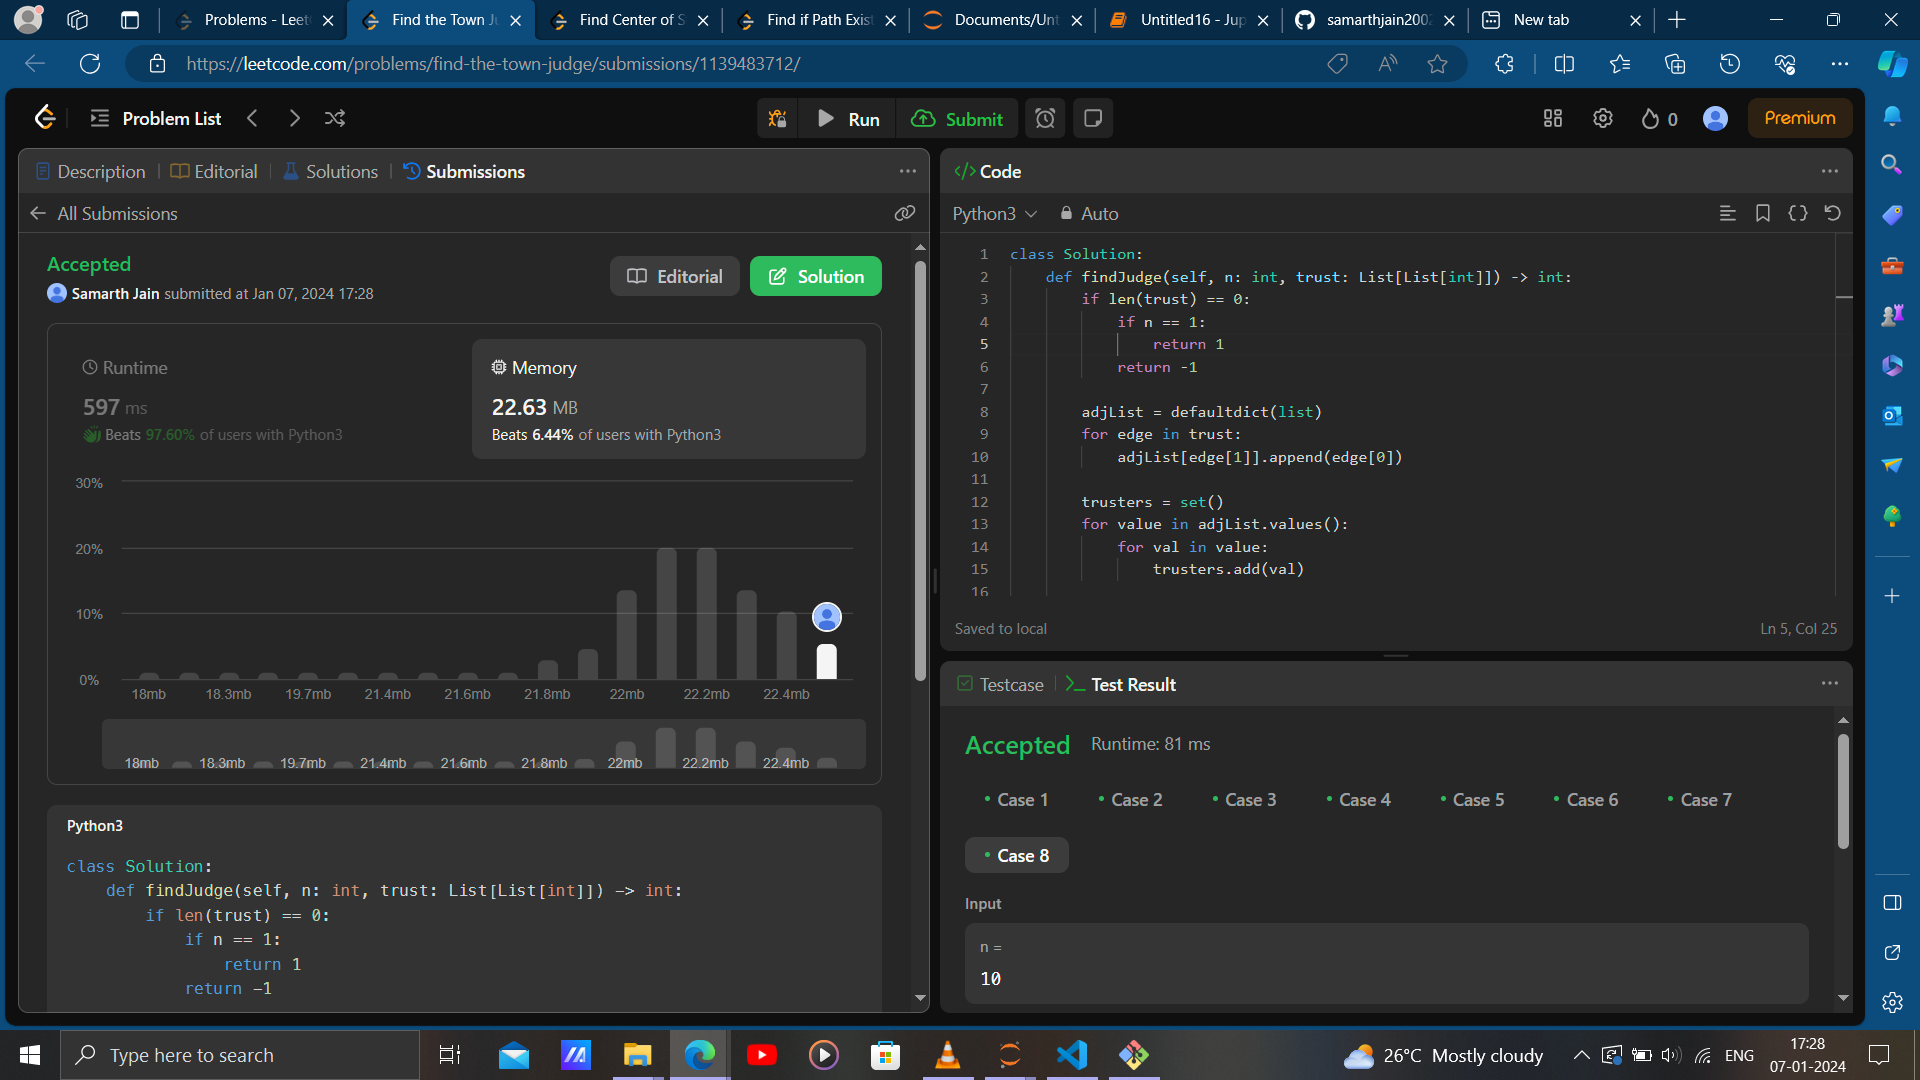 Problems - Leet
Find the Town Ju
Find Center of S
Find if Path Exist
Documents/Unt
Untitled16 - Jup
samarthjain2002
New tab
https://leetcode.com/problems/find-the-town-judge/submissions/1139483712/
Problem List
Run
Submit
0
Premium
Description
Editorial
Solutions
Submissions
All Submissions
Accepted
Samarth Jain submitted at Jan 07, 2024 17:28
Editorial
Solution
Runtime
597 ms
Beats 97.60% of users with Python3
Memory
22.63 MB
Beats 6.44% of users with Python3
30%
20%
10%
0%
18mb 18.3mb 19.7mb 21.4mb 21.6mb 21.8mb 22mb 22.2mb 22.4mb
18mb 18.3mb 19.7mb 21.4mb 21.6mb 21.8mb 22mb 22.2mb 22.4mb
Python3
class Solution:
def findJudge(self, n: int, trust: List[List[int]]) -> int:
if len(trust) == 0:
if n == 1:
return 1
return -1
</> Code
Python3
Auto
1 class Solution:
2 def findJudge(self, n: int, trust: List[List[int]]) -> int:
3 if len(trust) == 0:
4 if n == 1:
5 return 1
6 return -1
7
8 adjList = defaultdict(list)
9 for edge in trust:
10 adjList[edge[1]].append(edge[0])
11
12 trusters = set()
13 for value in adjList.values():
14 for val in value:
15 trusters.add(val)
16
Saved to local
Ln 5, Col 25
Testcase
Test Result
Accepted
Runtime: 81 ms
Case 1
Case 2
Case 3
Case 4
Case 5
Case 6
Case 7
Case 8
Input
n =
10
Type here to search
26°C Mostly cloudy
ENG
17:28
07-01-2024